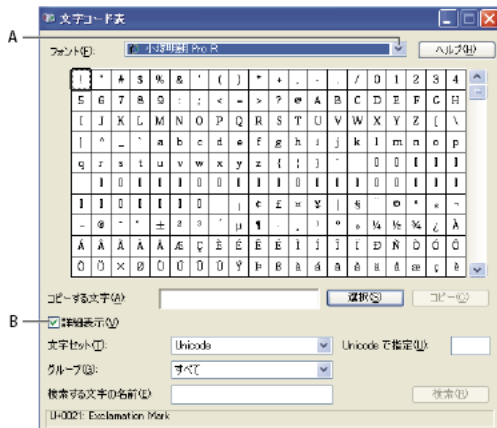 文字コード表
A
フォント(F): 小塚明朝 Pro R ヘルプ(H)
! " # $ % & ' ( ) * + , - . / 0 1 2 3 4
5 6 7 8 9 : ; < = > ? @ A B C D E F G H
I J K L M N O P Q R S T U V W X Y Z [ \
] ^ _ ` a b c d e f g h i j k l m n o p
q r s t u v w x y z { | } ~
¢ £ ¤ ¥ ¦ § ¨ © ª « ¬
- ® ¯ ° ± ² ³ ´ µ ¶ · ¸ ¹ º » ¼ ½ ¾ ¿ À
Á Â Ã Ä Å Æ Ç È É Ê Ë Ì Í Î Ï Ð Ñ Ò Ó Ô
Õ Ö × Ø Ù Ú Û Ü Ý Þ ß à á â ã ä å æ ç è
コピーする文字(A): 選択(S) コピー(C)
B
詳細表示(V)
文字セット(T): Unicode Unicode で指定(U):
グループ(G): すべて
検索する文字の名前(E): 検索(R)
U+0021: Exclamation Mark